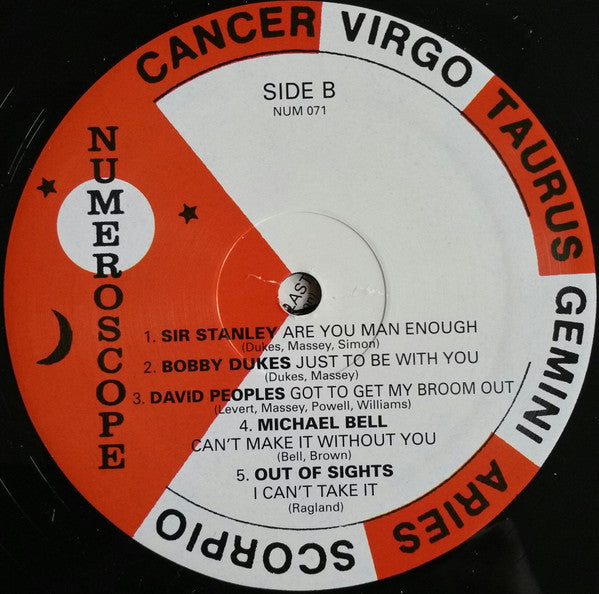 CANCER VIRGO TAURUS GEMINI ARIES SCORPIO
NUMEROSCOPE
SIDE B
NUM 071
1. SIR STANLEY ARE YOU MAN ENOUGH
(Dukes, Massey, Simon)
2. BOBBY DUKES JUST TO BE WITH YOU
(Dukes, Massey)
3. DAVID PEOPLES GOT TO GET MY BROOM OUT
(Levert, Massey, Powell, Williams)
4. MICHAEL BELL
CAN'T MAKE IT WITHOUT YOU
(Bell, Brown)
5. OUT OF SIGHTS
I CAN'T TAKE IT
(Ragland)